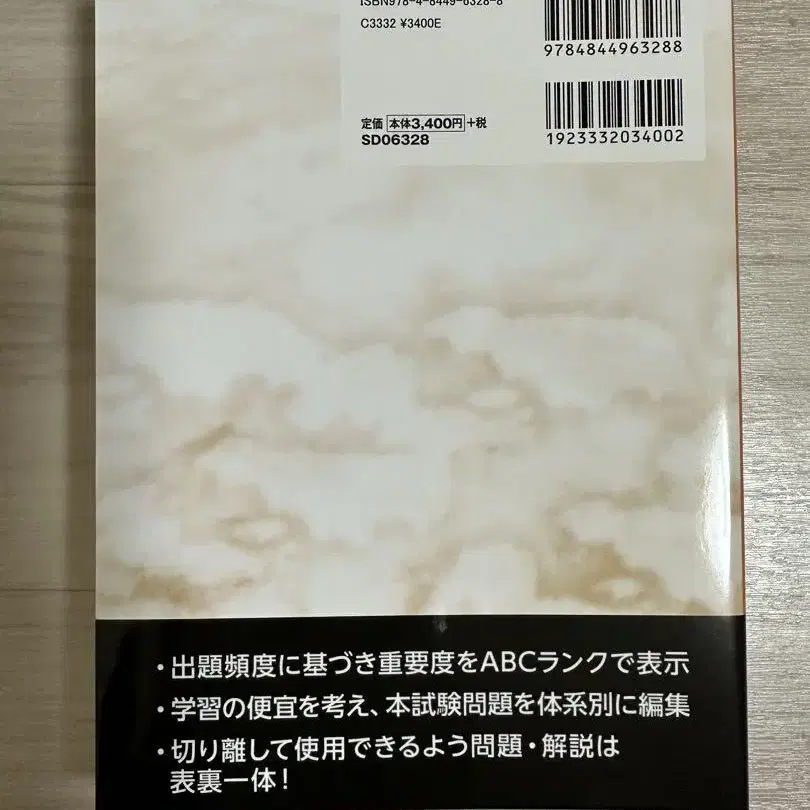 ISBN978-4-8449-6328-8
C3332 ¥3400E
9784844963288
定価 本体3,400円 +税
SD06328
1923332034002
・出題頻度に基づき重要度をABCランクで表示
・学習の便宜を考え、本試験問題を体系別に編集
・切り離して使用できるよう問題・解説は
表裏一体!